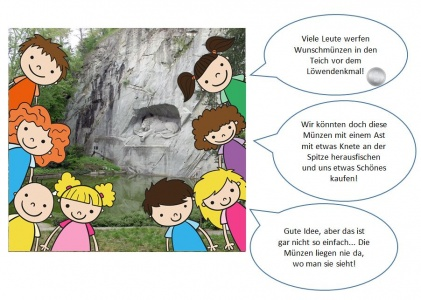 Viele Leute werfen
Wunschmünzen in den
Teich vor dem
Löwendenkmal!
Wir könnten doch diese
Münzen mit einem Ast
mit etwas Knete an der
Spitze herausfischen
und uns etwas Schönes
kaufen!
Gute Idee, aber das ist
gar nicht so einfach... Die
Münzen liegen nie da,
wo man sie sieht!